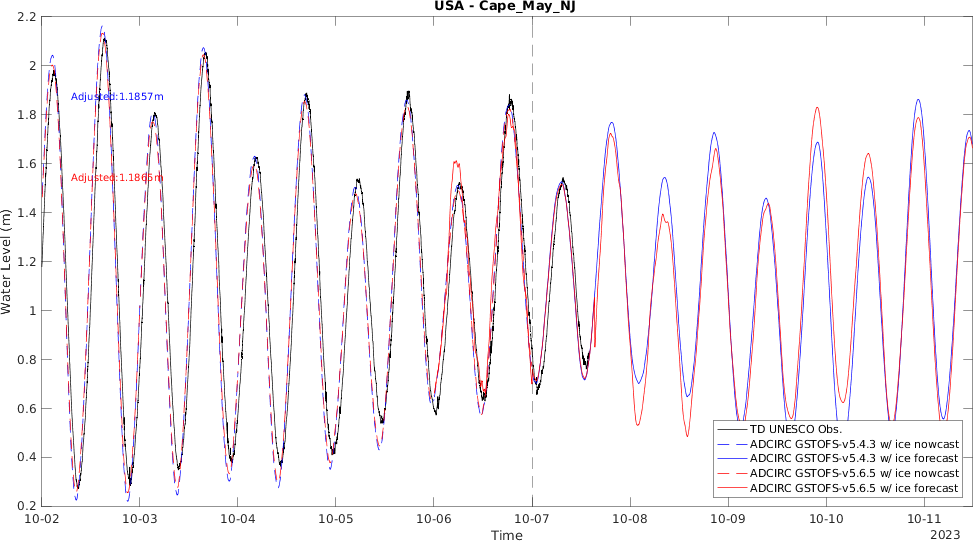 USA - Cape_May_NJ
2.2
2
1.8
1.6
1.4
1.2
1
0.8
0.6
0.4
0.2
Water Level (m)
Adjusted:1.1857m
Adjusted:1.1865m
TD UNESCO Obs.
ADCIRC GSTOFS-v5.4.3 w/ ice nowcast
ADCIRC GSTOFS-v5.4.3 w/ ice forecast
ADCIRC GSTOFS-v5.6.5 w/ ice nowcast
ADCIRC GSTOFS-v5.6.5 w/ ice forecast
10-02 10-03 10-04 10-05 10-06 10-07 10-08 10-09 10-10 10-11
Time
2023